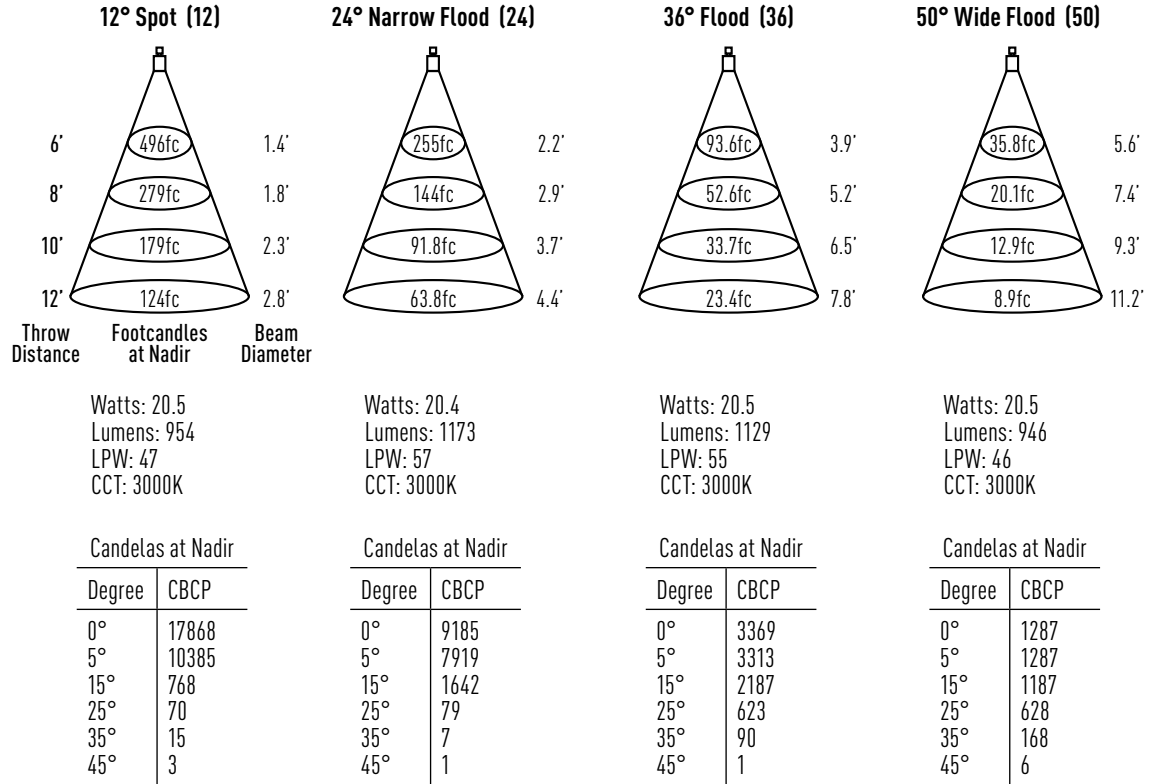 12° Spot (12) 24° Narrow Flood (24) 36° Flood (36) 50° Wide Flood (50)
6' 496fc 1.4' 255fc 2.2' 93.6fc 3.9' 35.8fc 5.6'
8' 279fc 1.8' 144fc 2.9' 52.6fc 5.2' 20.1fc 7.4'
10' 179fc 2.3' 91.8fc 3.7' 33.7fc 6.5' 12.9fc 9.3'
12' 124fc 2.8' 63.8fc 4.4' 23.4fc 7.8' 8.9fc 11.2'
Throw Footcandles Beam
Distance at Nadir Diameter
Watts: 20.5 Watts: 20.4 Watts: 20.5 Watts: 20.5
Lumens: 954 Lumens: 1173 Lumens: 1129 Lumens: 946
LPW: 47 LPW: 57 LPW: 55 LPW: 46
CCT: 3000K CCT: 3000K CCT: 3000K CCT: 3000K
Candelas at Nadir Candelas at Nadir Candelas at Nadir Candelas at Nadir
Degree CBCP Degree CBCP Degree CBCP Degree CBCP
0° 17868 0° 9185 0° 3369 0° 1287
5° 10385 5° 7919 5° 3313 5° 1287
15° 768 15° 1642 15° 2187 15° 1187
25° 70 25° 79 25° 623 25° 628
35° 15 35° 7 35° 90 35° 168
45° 3 45° 1 45° 1 45° 6